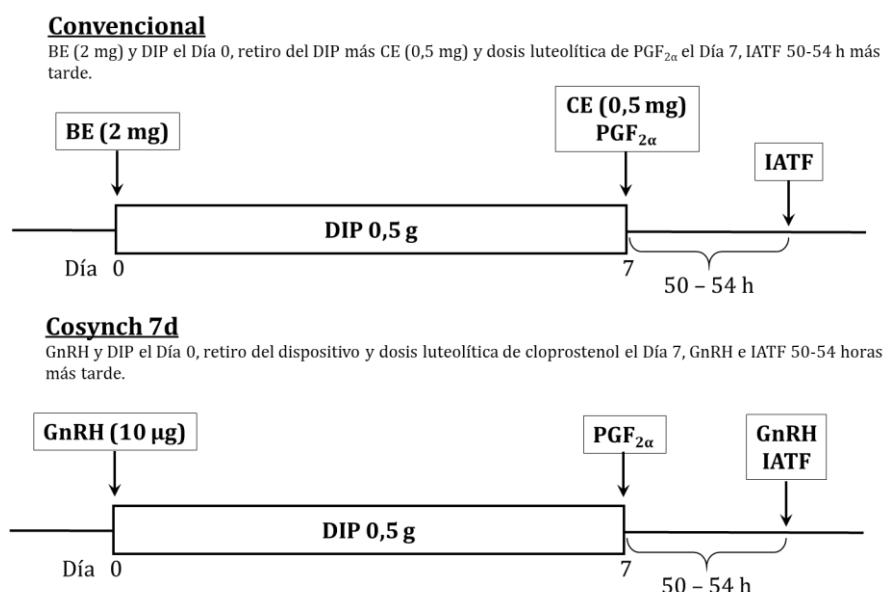 Convencional
BE (2 mg) y DIP el Día 0, retiro del DIP más CE (0,5 mg) y dosis luteolítica de PGF2α el Día 7, IATF 50-54 h más
tarde.
BE (2 mg)
CE (0,5 mg)
PGF2α
IATF
DIP 0,5 g
Día 0
7
50 – 54 h
Cosynch 7d
GnRH y DIP el Día 0, retiro del dispositivo y dosis luteolítica de cloprostenol el Día 7, GnRH e IATF 50-54 horas
más tarde.
GnRH (10 µg)
PGF2α
GnRH
IATF
DIP 0,5 g
Día 0
7
50 – 54 h